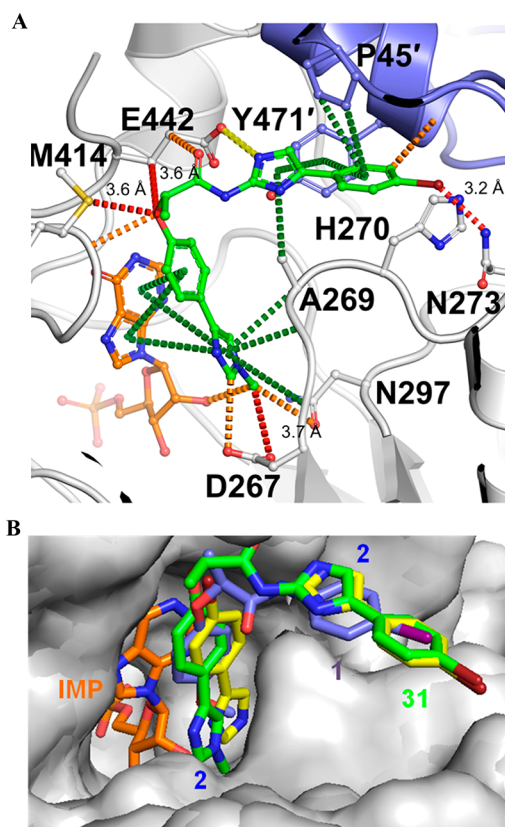 A
P45′
E442 Y471′
M414
3.6 Å
3.6 Å
3.2 Å
H270
A269
N273
N297
3.7 Å
D267
B
2
IMP
1
31
2